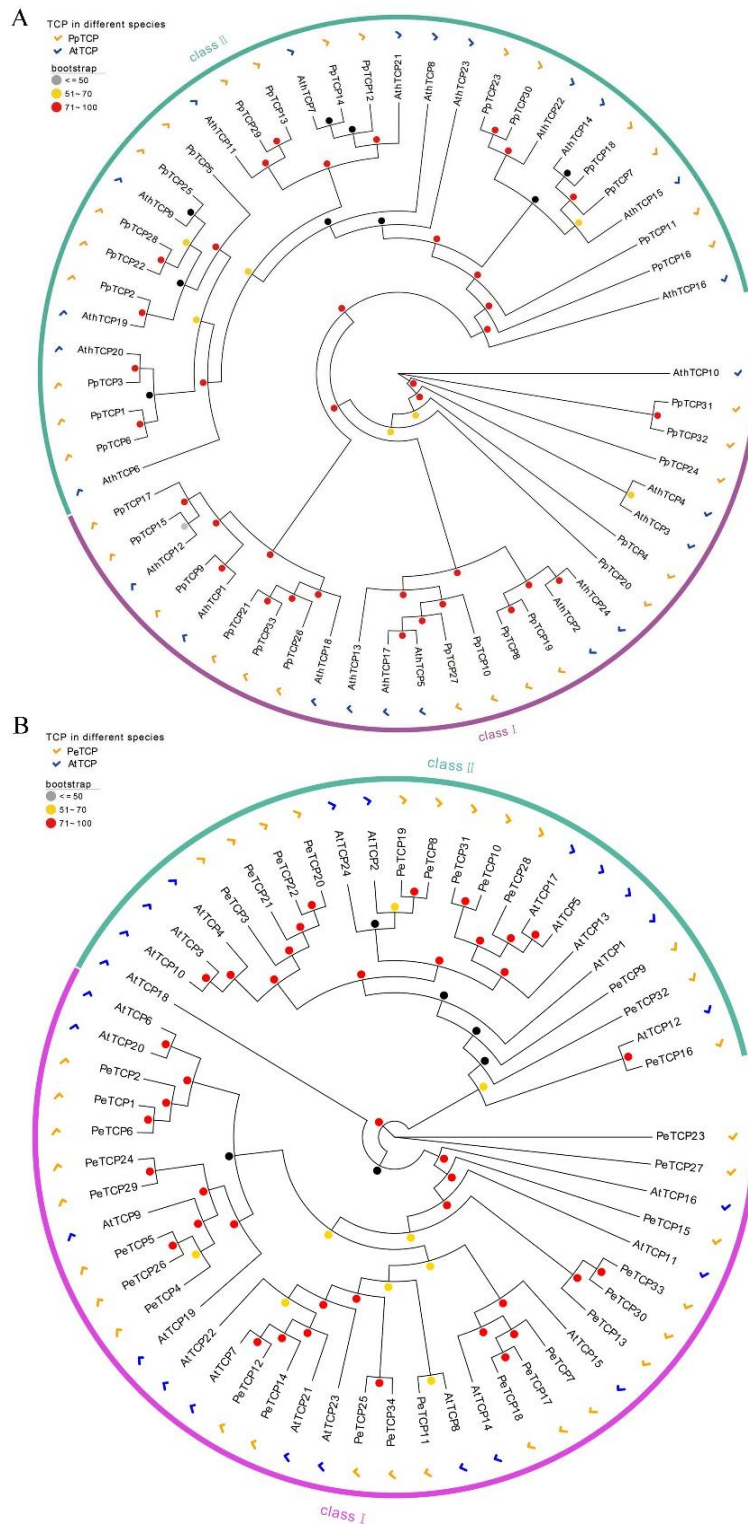 A
TCP in different species
PpTCP
AtTCP
bootstrap
<=50
51~70
71~100
class Ⅱ
AthTCP10
PpTCP31
PpTCP32
PpTCP24
AthTCP4
AthTCP3
PpTCP4
PpTCP20
AthTCP24
AthTCP2
PpTCP19
PpTCP8
PpTCP10
PpTCP27
AthTCP5
AthTCP17
AthTCP13
AthTCP18
PpTCP26
PpTCP33
PpTCP21
AthTCP1
PpTCP9
AthTCP12
PpTCP15
PpTCP17
AthTCP6
PpTCP6
PpTCP1
PpTCP3
AthTCP20
AthTCP19
PpTCP2
PpTCP22
PpTCP28
AthTCP9
PpTCP25
PpTCP5
AthTCP11
PpTCP29
PpTCP13
AthTCP7
PpTCP14
PpTCP12
AthTCP21
AthTCP8
AthTCP23
PpTCP23
PpTCP30
AthTCP22
AthTCP14
PpTCP18
PpTCP7
AthTCP15
PpTCP11
PpTCP16
AthTCP16
class Ⅰ
B
TCP in different species
PeTCP
AtTCP
bootstrap
<=50
51~70
71~100
class Ⅱ
PeTCP23
PeTCP27
AtTCP16
PeTCP15
AtTCP11
PeTCP33
PeTCP30
PeTCP13
AtTCP15
PeTCP7
PeTCP17
PeTCP18
AtTCP14
AtTCP8
PeTCP11
PeTCP34
PeTCP25
AtTCP23
AtTCP21
PeTCP14
PeTCP12
AtTCP7
AtTCP22
AtTCP19
PeTCP4
PeTCP26
PeTCP5
AtTCP9
PeTCP29
PeTCP24
PeTCP6
PeTCP1
PeTCP2
AtTCP20
AtTCP6
AtTCP18
AtTCP10
AtTCP3
AtTCP4
PeTCP3
PeTCP21
PeTCP22
PeTCP20
AtTCP24
AtTCP2
PeTCP19
PeTCP8
PeTCP31
PeTCP10
PeTCP28
AtTCP17
AtTCP5
AtTCP13
AtTCP1
PeTCP9
PeTCP32
AtTCP12
PeTCP16
class Ⅰ